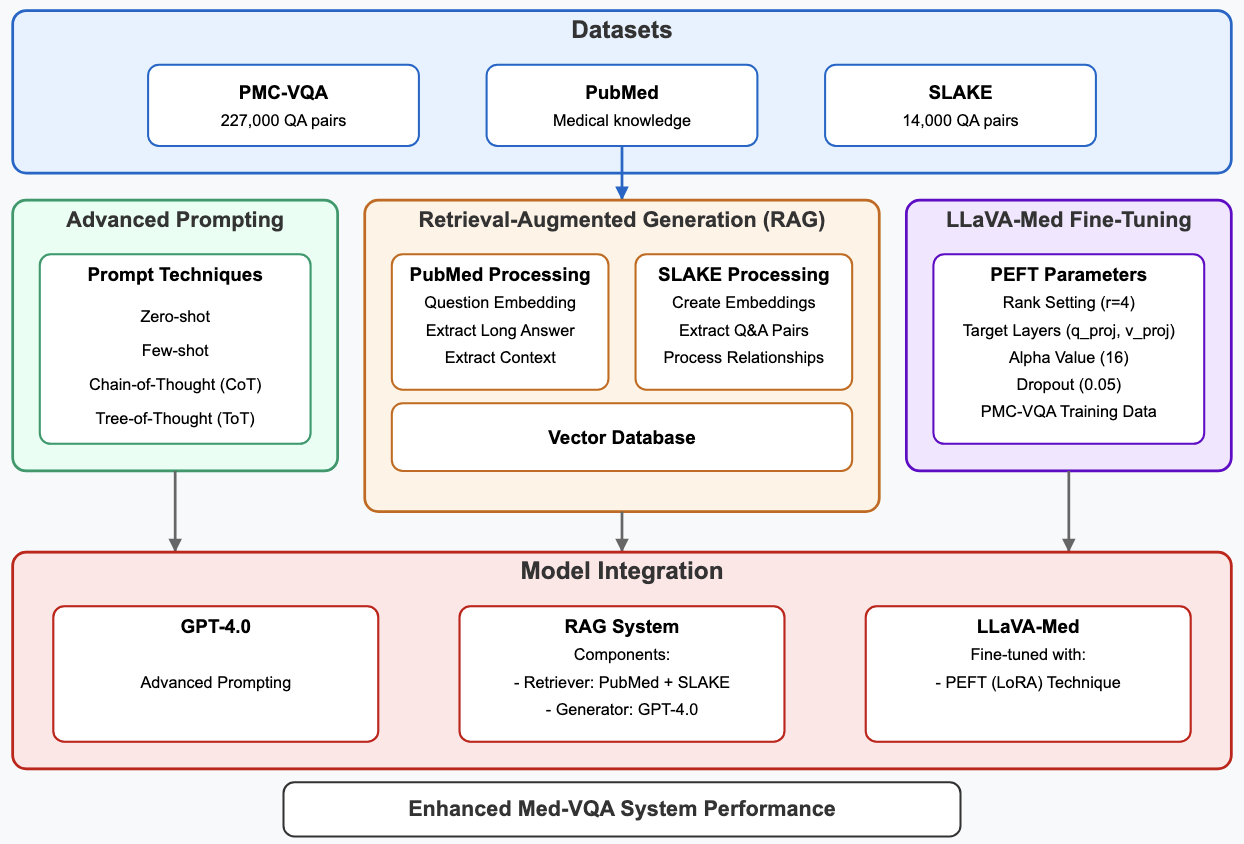 Datasets
PMC-VQA
227,000 QA pairs
PubMed
Medical knowledge
SLAKE
14,000 QA pairs
Advanced Prompting
Prompt Techniques
Zero-shot
Few-shot
Chain-of-Thought (CoT)
Tree-of-Thought (ToT)
Retrieval-Augmented Generation (RAG)
PubMed Processing
Question Embedding
Extract Long Answer
Extract Context
SLAKE Processing
Create Embeddings
Extract Q&A Pairs
Process Relationships
Vector Database
LLaVA-Med Fine-Tuning
PEFT Parameters
Rank Setting (r=4)
Target Layers (q_proj, v_proj)
Alpha Value (16)
Dropout (0.05)
PMC-VQA Training Data
Model Integration
GPT-4.0
Advanced Prompting
RAG System
Components:
- Retriever: PubMed + SLAKE
- Generator: GPT-4.0
LLaVA-Med
Fine-tuned with:
- PEFT (LoRA) Technique
Enhanced Med-VQA System Performance